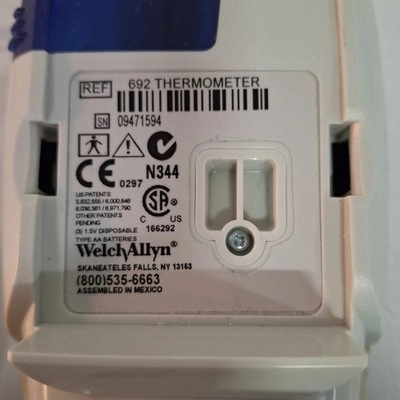 REF 692 THERMOMETER
SN 09471594
CE 0297 N344
US PATENTS
5,632,555 / 6,000,846
6,036,361 / 6,971,790
OTHER PATENTS
PENDING
(3) 1.5V DISPOSABLE
TYPE AA BATTERIES
C US
166292
WelchAllyn®
SKANEATELES FALLS, NY 13153
(800)535-6663
ASSEMBLED IN MEXICO